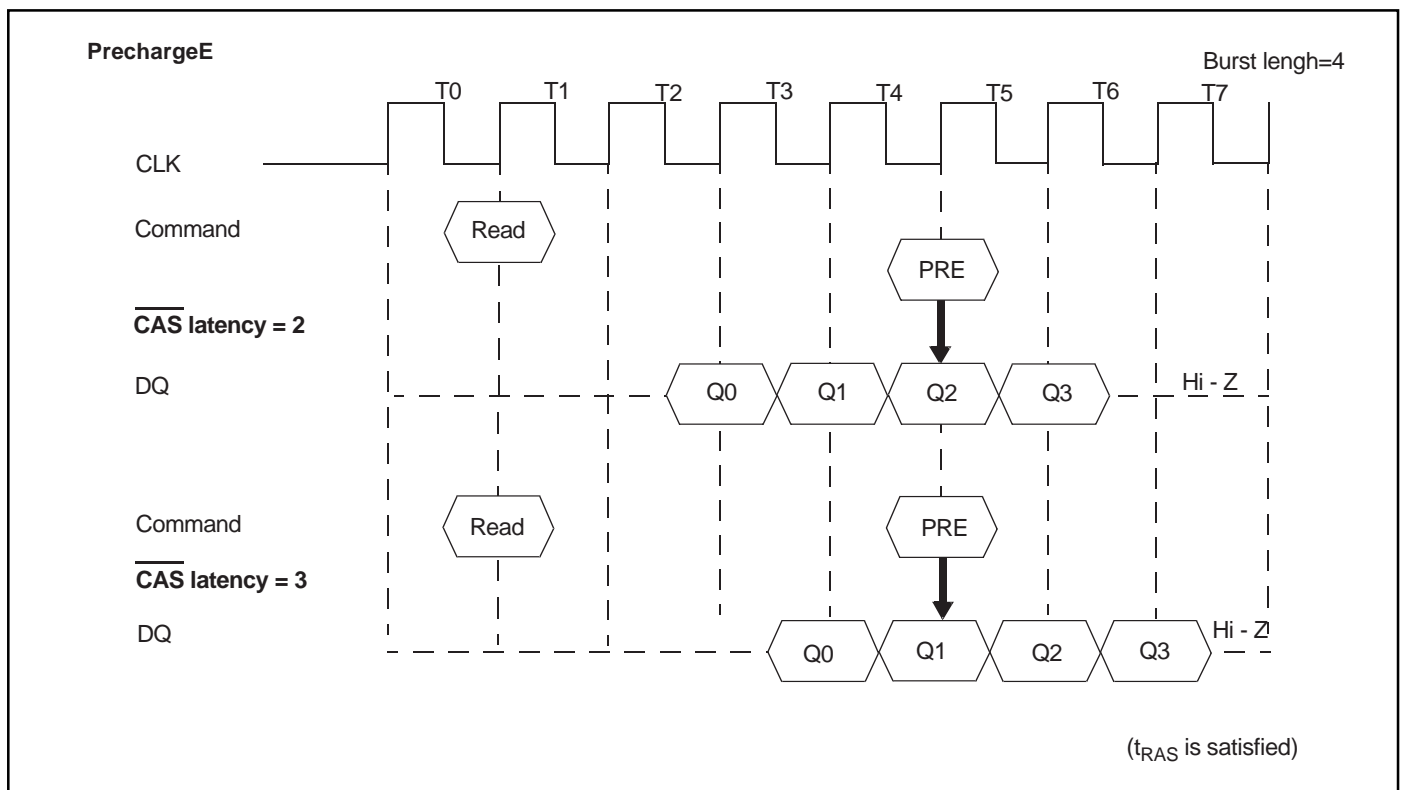 PrechargeE
Burst lengh=4
T0 T1 T2 T3 T4 T5 T6 T7
CLK
Command Read
PRE
CAS latency = 2
DQ Q0 Q1 Q2 Q3 Hi - Z
Command Read PRE
CAS latency = 3
DQ Q0 Q1 Q2 Q3 Hi - Z
(tRAS is satisfied)